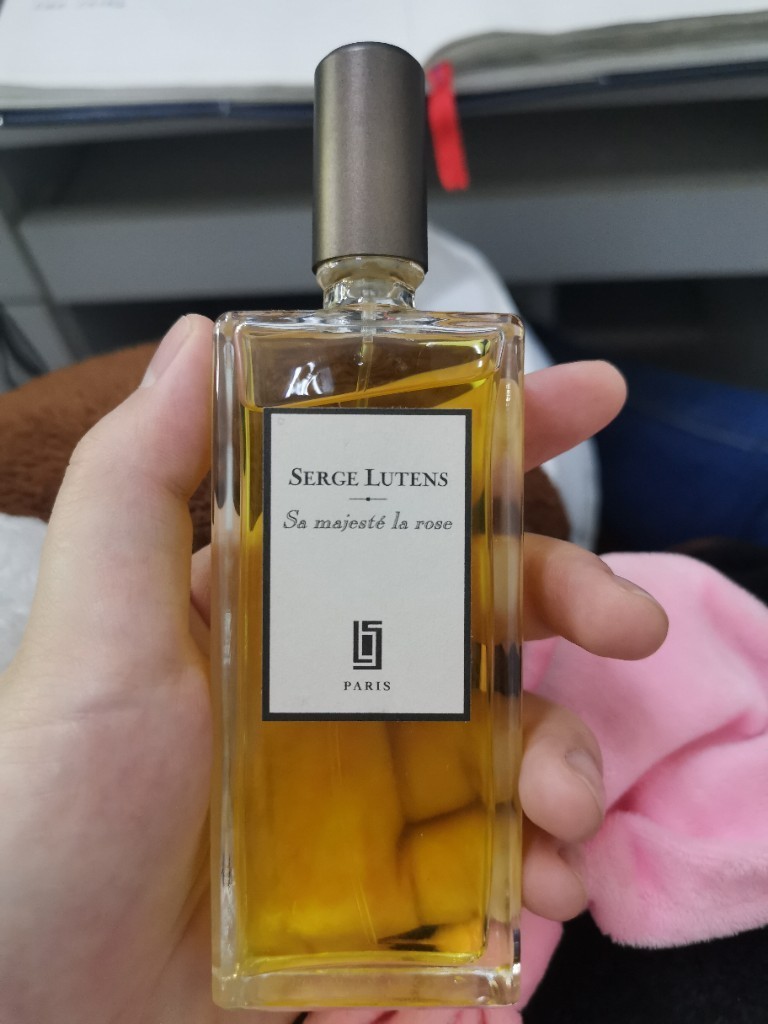 SERGE LUTENS
Sa majesté la rose
PARIS